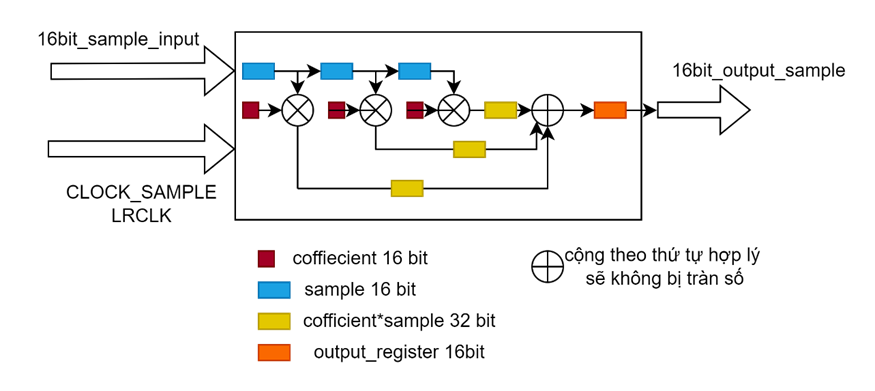 16bit_sample_input
16bit_output_sample
CLOCK_SAMPLE
LRCLK
coffiecient 16 bit
sample 16 bit
cofficient*sample 32 bit
output_register 16bit
cộng theo thứ tự hợp lý
sẽ không bị tràn số